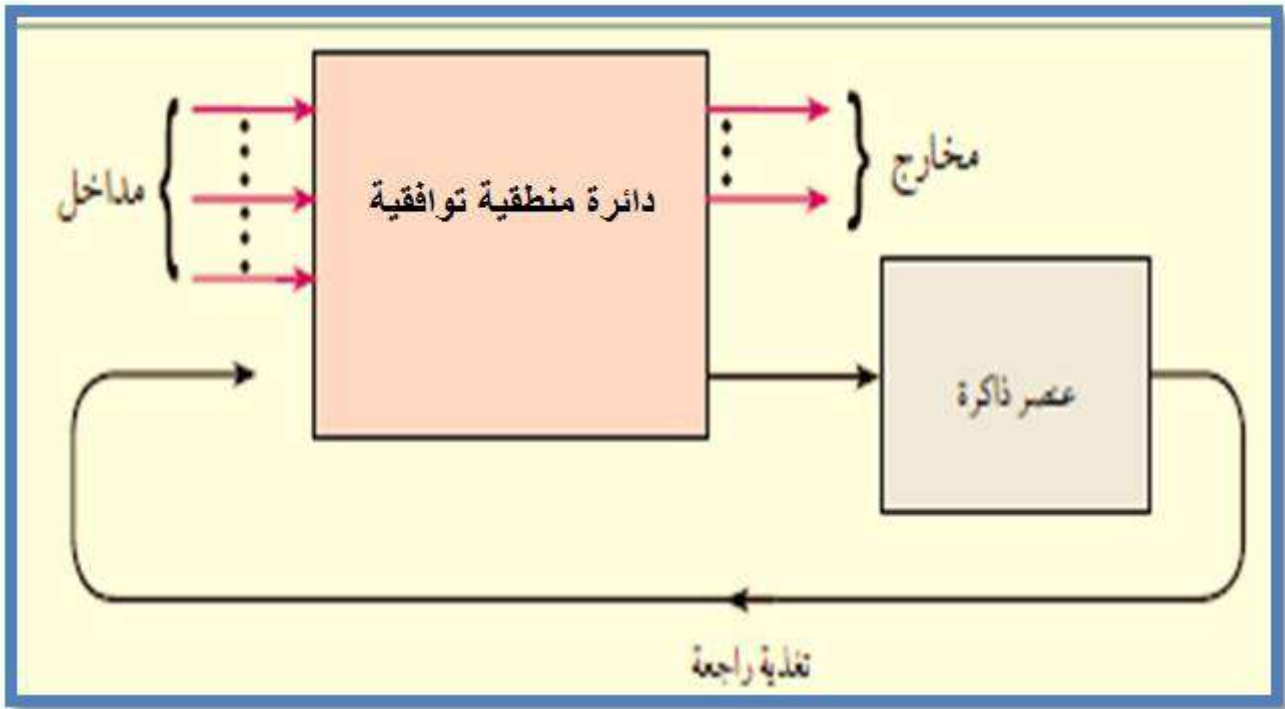 مخارج
مداخل
دائرة منطقية توافقية
عنصر ذاكرة
تغذية راجعة